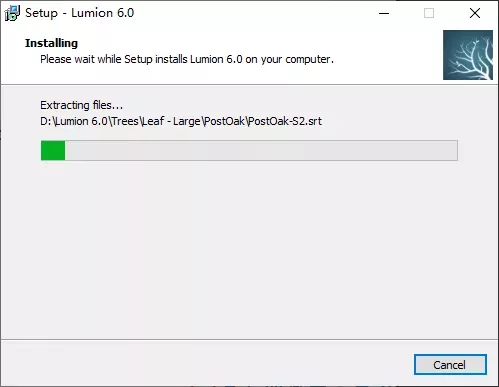 Setup - Lumion 6.0
Installing
Please wait while Setup installs Lumion 6.0 on your computer.
Extracting files...
D:\Lumion 6.0\Trees\Leaf - Large\PostOak\PostOak-S2.srt
Cancel